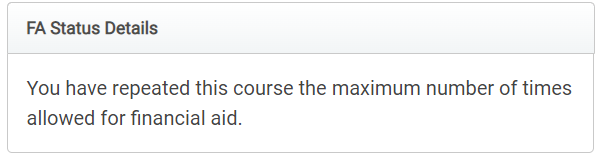 FA Status Details
You have repeated this course the maximum number of times
allowed for financial aid.